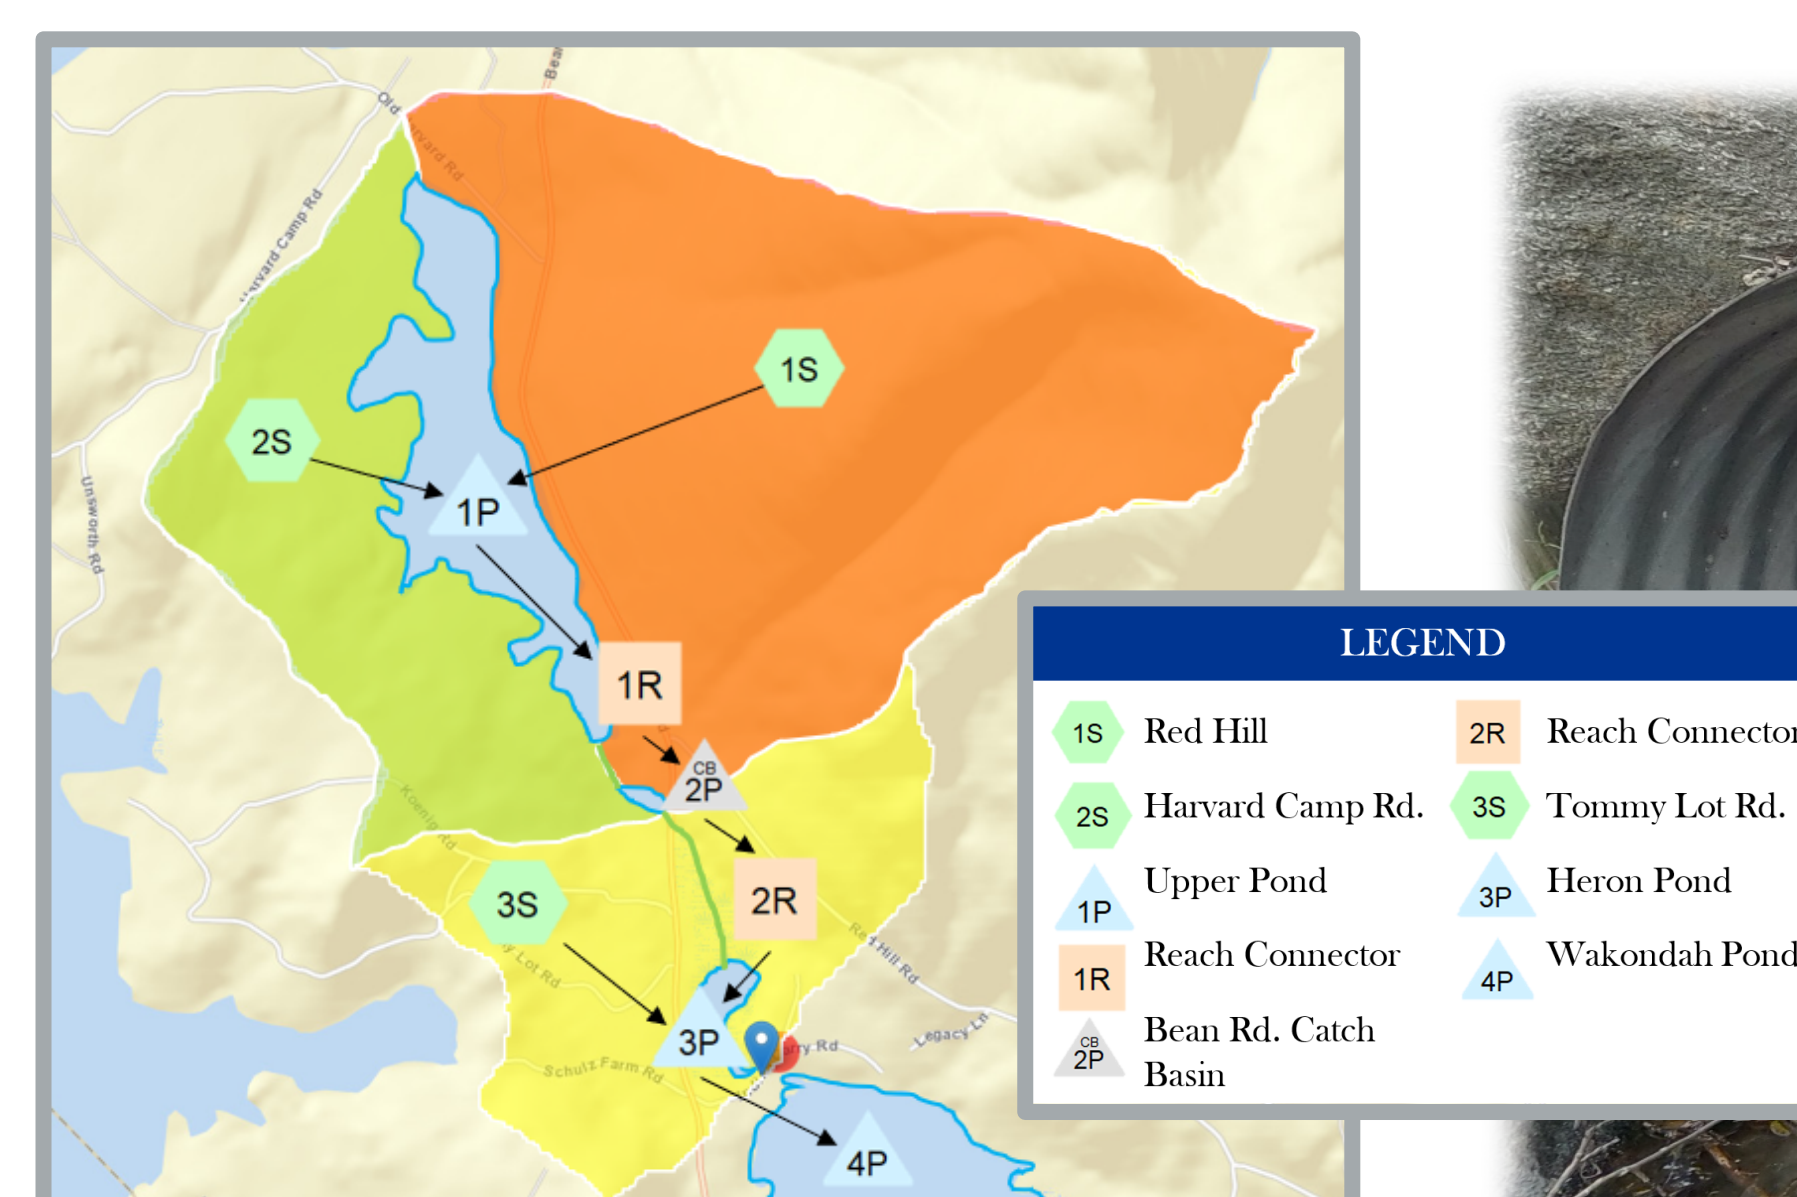 Bear
Old Harvard Rd
Harvard Camp Rd
1S
2S
1P
Unsworth Rd
1R
CB
2P
Koenig Rd
3S
2R
Lot Rd
Red Hill Rd
3P
Legacy Ln
rry Rd
Schulz Farm Rd
4P
LEGEND
1S Red Hill
2R Reach Connector
2S Harvard Camp Rd.
3S Tommy Lot Rd.
1P Upper Pond
3P Heron Pond
1R Reach Connector
4P Wakondah Pond
CB
2P Bean Rd. Catch
Basin